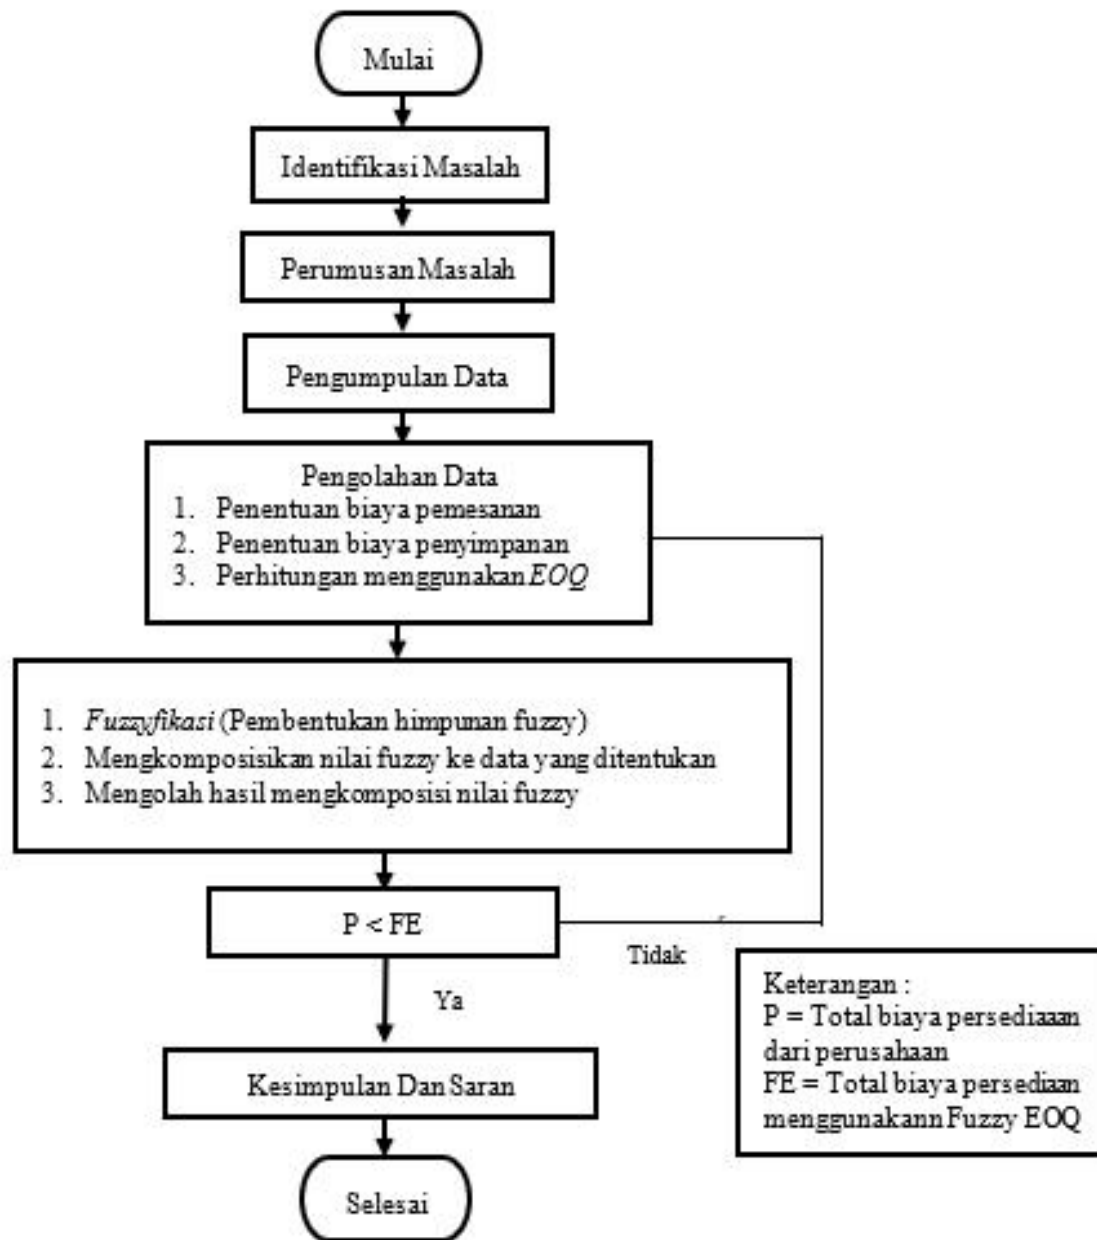 Mulai
Identifikasi Masalah
Perumusan Masalah
Pengumpulan Data
Pengolahan Data
1. Penentuan biaya pemesanan
2. Penentuan biaya penyimpanan
3. Perhitungan menggunakan EOQ
1. Fuzzyfikasi (Pembentukan himpunan fuzzy)
2. Mengkomposisikan nilai fuzzy ke data yang ditentukan
3. Mengolah hasil mengkomposisi nilai fuzzy
P < FE
Tidak
Ya
Kesimpulan Dan Saran
Selesai
Keterangan :
P = Total biaya persediaaan
dari perusahaan
FE = Total biaya persediaan
menggunakann Fuzzy EOQ